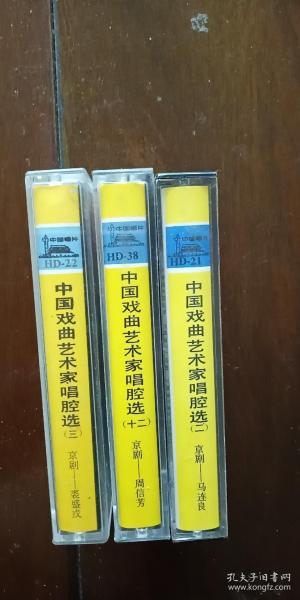 中国唱片
HD-22
中国戏曲艺术家唱腔选(三)
京剧——裘盛戎
中国唱片
HD-38
中国戏曲艺术家唱腔选(十二)
京剧——周信芳
中国唱片
HD-21
中国戏曲艺术家唱腔选(二)
京剧——马连良
孔夫子旧书网
www.kongfz.com